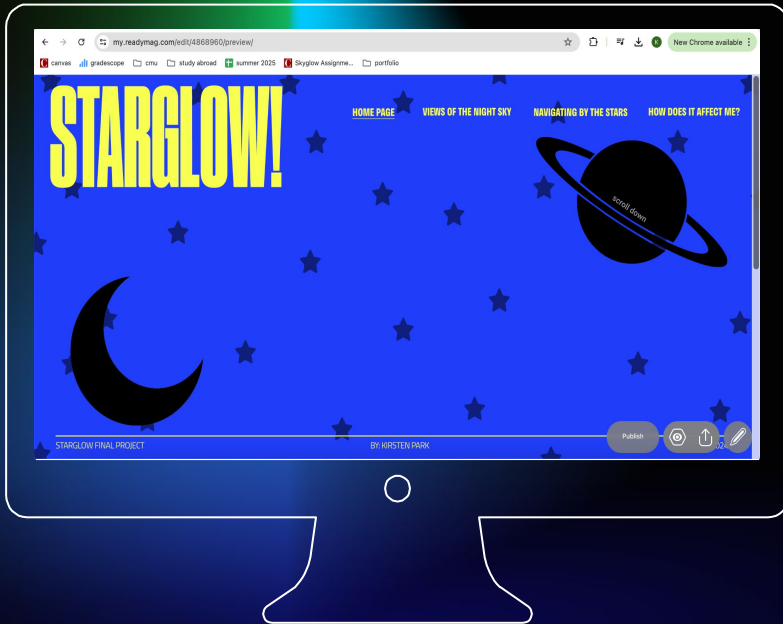 my.readymag.com/edit/4868960/preview/
K
New Chrome available
canvas gradescope cmu study abroad summer 2025 Skyglow Assignme... portfolio
STARGLOW!
HOME PAGE VIEWS OF THE NIGHT SKY NAVIGATING BY THE STARS HOW DOES IT AFFECT ME?
scroll down
Publish
STARGLOW FINAL PROJECT BY: KIRSTEN PARK